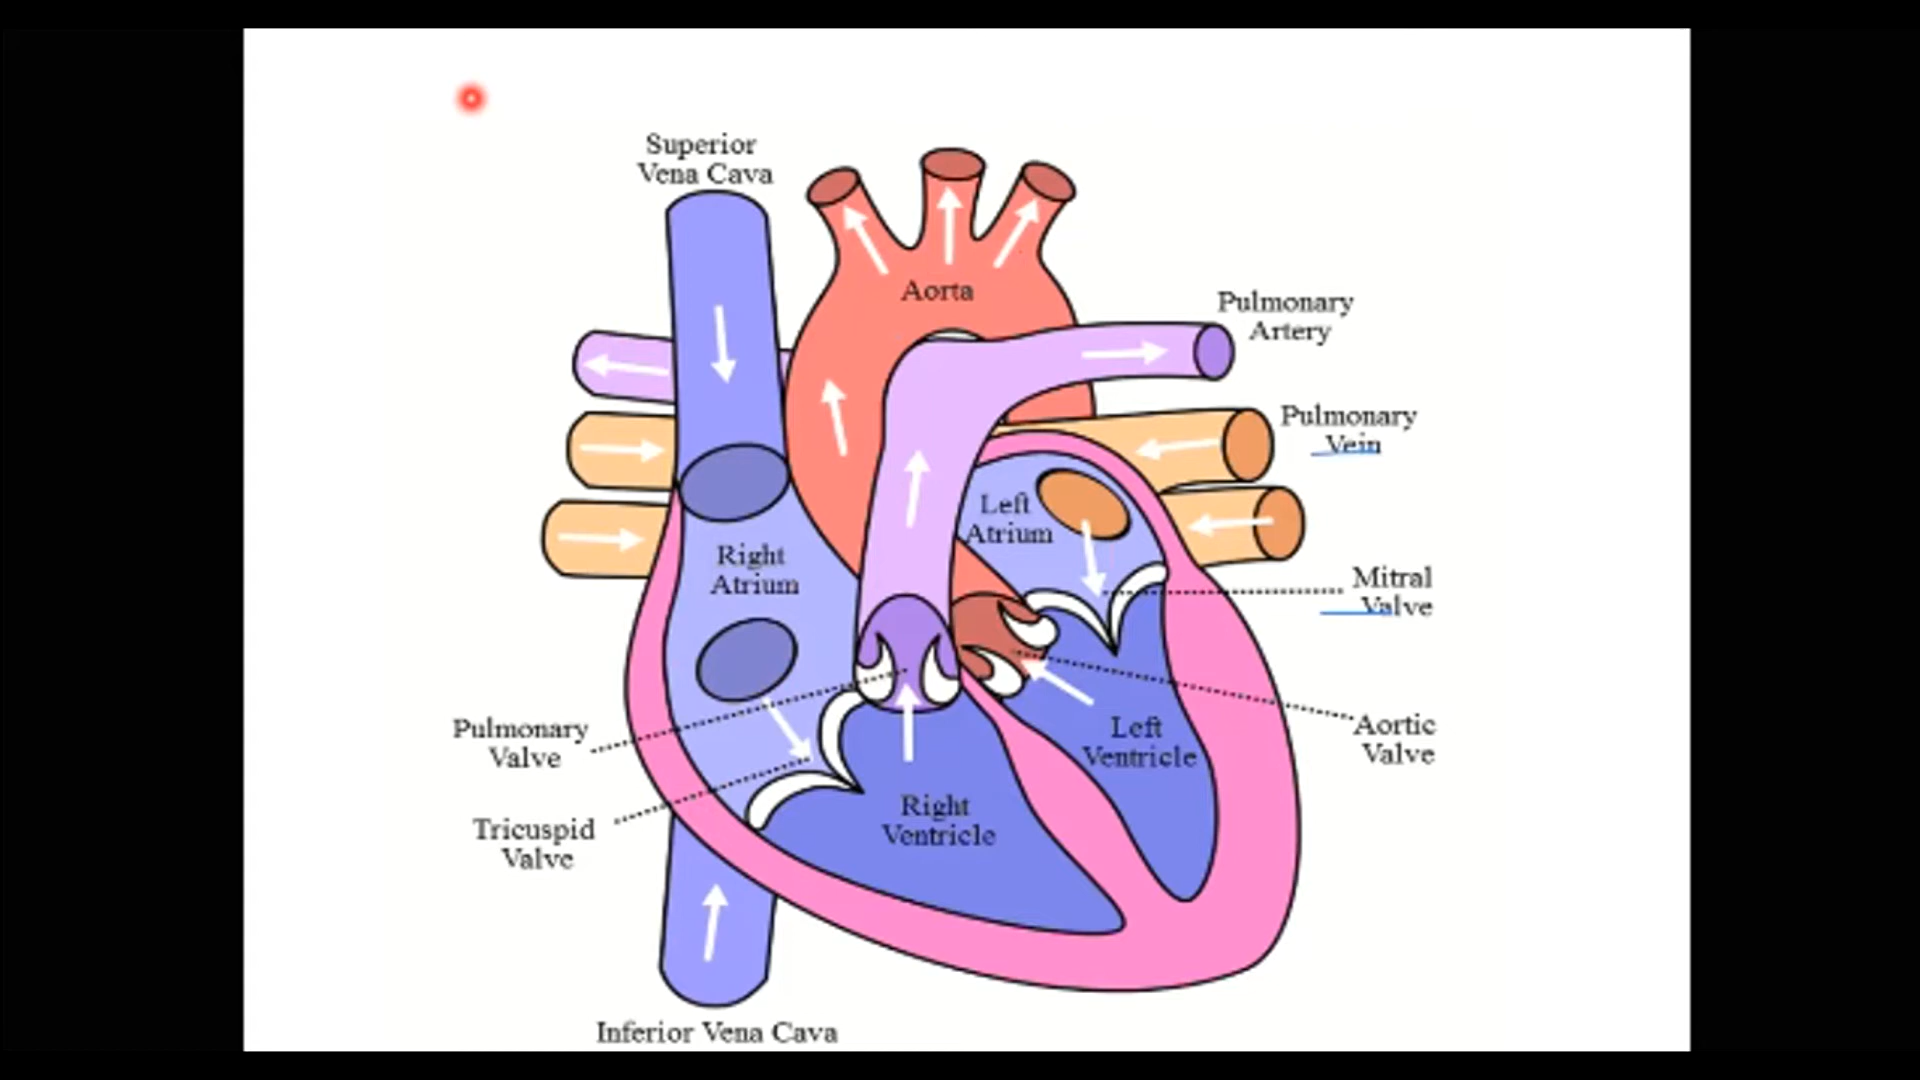 Superior
Vena Cava
Aorta
Pulmonary
Artery
Pulmonary
Vein
Left
Atrium
Right
Atrium
Mitral
Valve
Pulmonary
Valve
Left
Ventricle
Aortic
Valve
Right
Ventricle
Tricuspid
Valve
Inferior Vena Cava